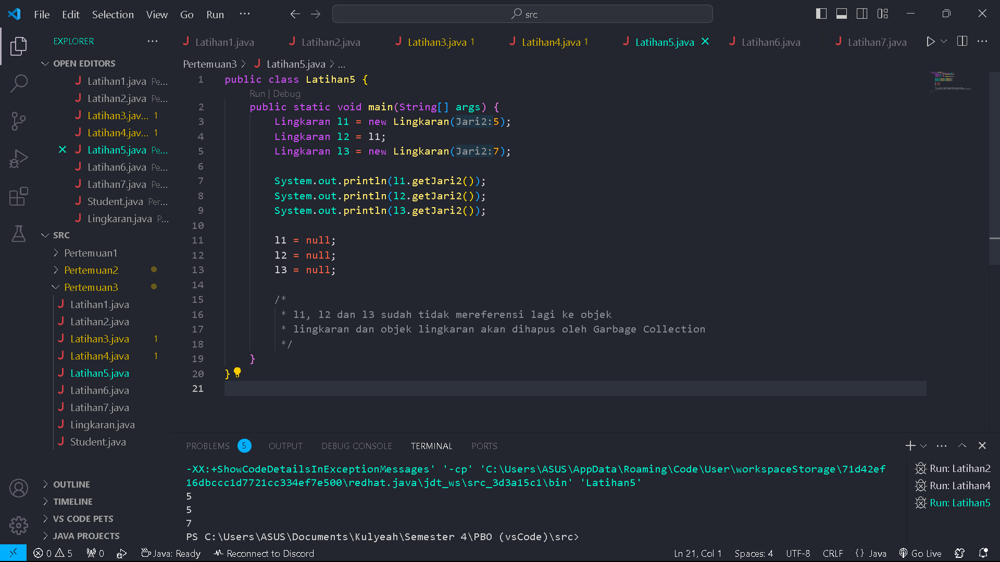 File Edit Selection View Go Run ···
src
EXPLORER ···
Latihan1.java Latihan2.java Latihan3.java 1 Latihan4.java 1 Latihan5.java Latihan6.java Latihan7.java ···
OPEN EDITORS
Latihan1.java Pe...
Latihan2.java Pe...
Latihan3.jav... 1
Latihan4.jav... 1
Latihan5.java Pe...
Latihan6.java Pe...
Latihan7.java Pe...
Student.java Per...
Lingkaran.java P...
SRC
Pertemuan1
Pertemuan2
Pertemuan3
Latihan1.java
Latihan2.java
Latihan3.java 1
Latihan4.java 1
Latihan5.java
Latihan6.java
Latihan7.java
Lingkaran.java
Student.java
OUTLINE
TIMELINE
VS CODE PETS
JAVA PROJECTS
Pertemuan3 > Latihan5.java > ...
1 public class Latihan5 {
Run | Debug
2 public static void main(String[] args) {
3 Lingkaran l1 = new Lingkaran(Jari2:5);
4 Lingkaran l2 = l1;
5 Lingkaran l3 = new Lingkaran(Jari2:7);
6
7 System.out.println(l1.getJari2());
8 System.out.println(l2.getJari2());
9 System.out.println(l3.getJari2());
10
11 l1 = null;
12 l2 = null;
13 l3 = null;
14
15 /*
16 * l1, l2 dan l3 sudah tidak mereferensi lagi ke objek
17 * lingkaran dan objek lingkaran akan dihapus oleh Garbage Collection
18 */
19 }
20 }
21
PROBLEMS 5 OUTPUT DEBUG CONSOLE TERMINAL PORTS
-XX:+ShowCodeDetailsInExceptionMessages' '-cp' 'C:\Users\ASUS\AppData\Roaming\Code\User\workspaceStorage\71d42ef
16dbccc1d7721cc334ef7e500\redhat.java\jdt_ws\src_3d3a15c1\bin' 'Latihan5'
5
5
7
PS C:\Users\ASUS\Documents\Kulyeah\Semester 4\PBO (vsCode)\src>
Run: Latihan2
Run: Latihan4
Run: Latihan5
0 5 0 Java: Ready Reconnect to Discord Ln 21, Col 1 Spaces: 4 UTF-8 CRLF {} Java Go Live